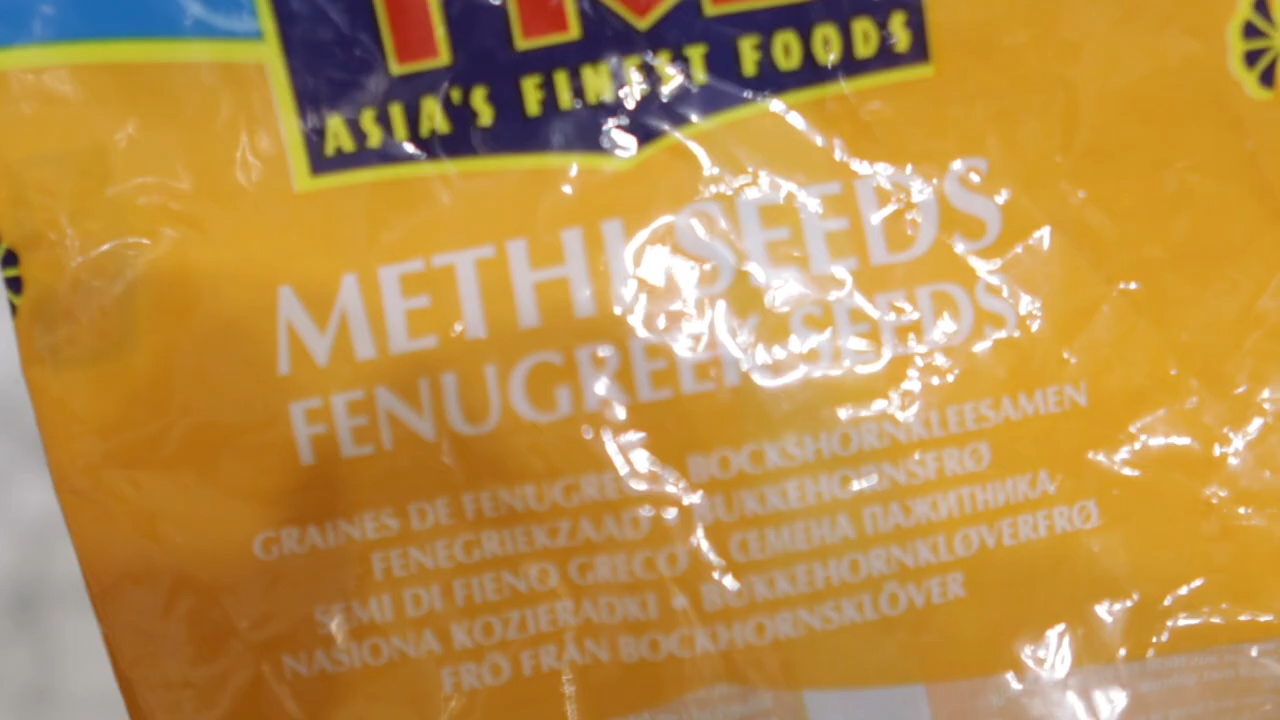 ASIA'S FINEST FOODS
METHI SEEDS
FENUGREEK SEEDS
GRAINES DE FENUGREC BOCKSHORNKLEESAMEN
FENEGRIEKZAAD • BUKKEHORNSFRØ
SEMI DI FIENO GRECO СЕМЕНА ПАЖИТНИКА
NASIONA KOZIERADKI • BUKKEHORNKLØVERFRØ
FRÖ FRÅN BOCKHORNSKLÖVER